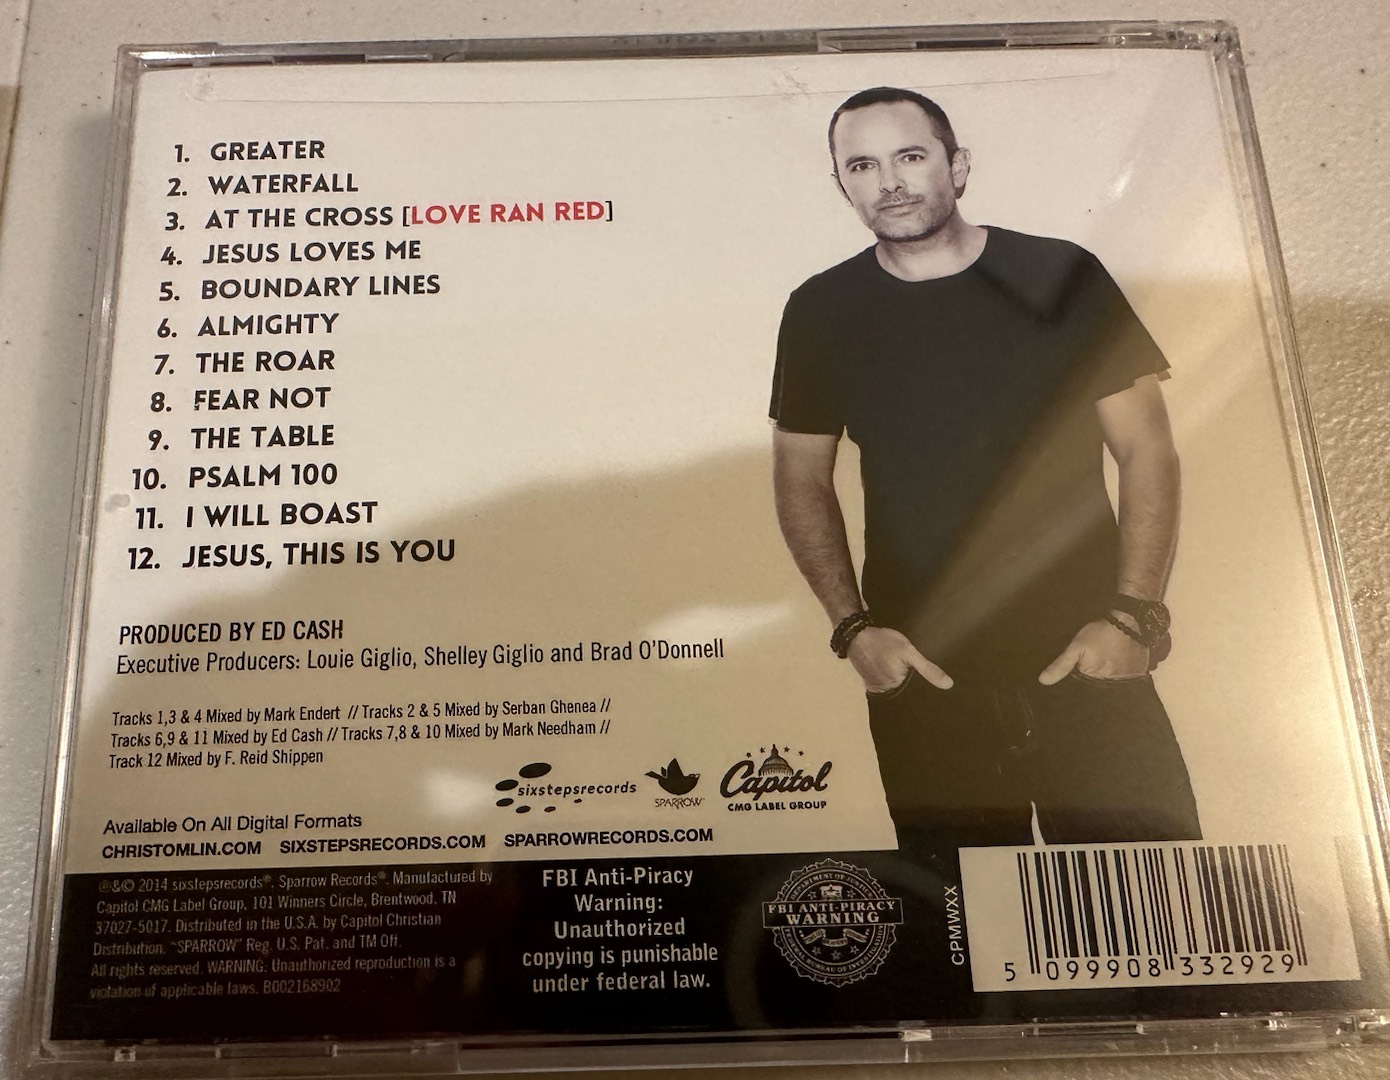 1. GREATER
2. WATERFALL
3. AT THE CROSS [LOVE RAN RED]
4. JESUS LOVES ME
5. BOUNDARY LINES
6. ALMIGHTY
7. THE ROAR
8. FEAR NOT
9. THE TABLE
10. PSALM 100
11. I WILL BOAST
12. JESUS, THIS IS YOU
PRODUCED BY ED CASH
Executive Producers: Louie Giglio, Shelley Giglio and Brad O'Donnell
Tracks 1,3 & 4 Mixed by Mark Endert // Tracks 2 & 5 Mixed by Serban Ghenea //
Tracks 6,9 & 11 Mixed by Ed Cash // Tracks 7,8 & 10 Mixed by Mark Needham //
Track 12 Mixed by F. Reid Shippen
sixstepsrecords
SPARROW™
Capitol
CMG LABEL GROUP
Available On All Digital Formats
CHRISTOMLIN.COM SIXSTEPSRECORDS.COM SPARROWRECORDS.COM
℗&© 2014 sixstepsrecords®, Sparrow Records®. Manufactured by
Capitol CMG Label Group, 101 Winners Circle, Brentwood, TN
37027-5017. Distributed in the U.S.A. by Capitol Christian
Distribution. "SPARROW" Reg. U.S. Pat. and TM Off.
All rights reserved. WARNING: Unauthorized reproduction is a
violation of applicable laws. B002168902
FBI Anti-Piracy
Warning:
Unauthorized
copying is punishable
under federal law.
DEPARTMENT OF JUSTICE
FBI ANTI-PIRACY
WARNING
FEDERAL BUREAU OF INVESTIGATION
CPMWXX
5 099908 332929